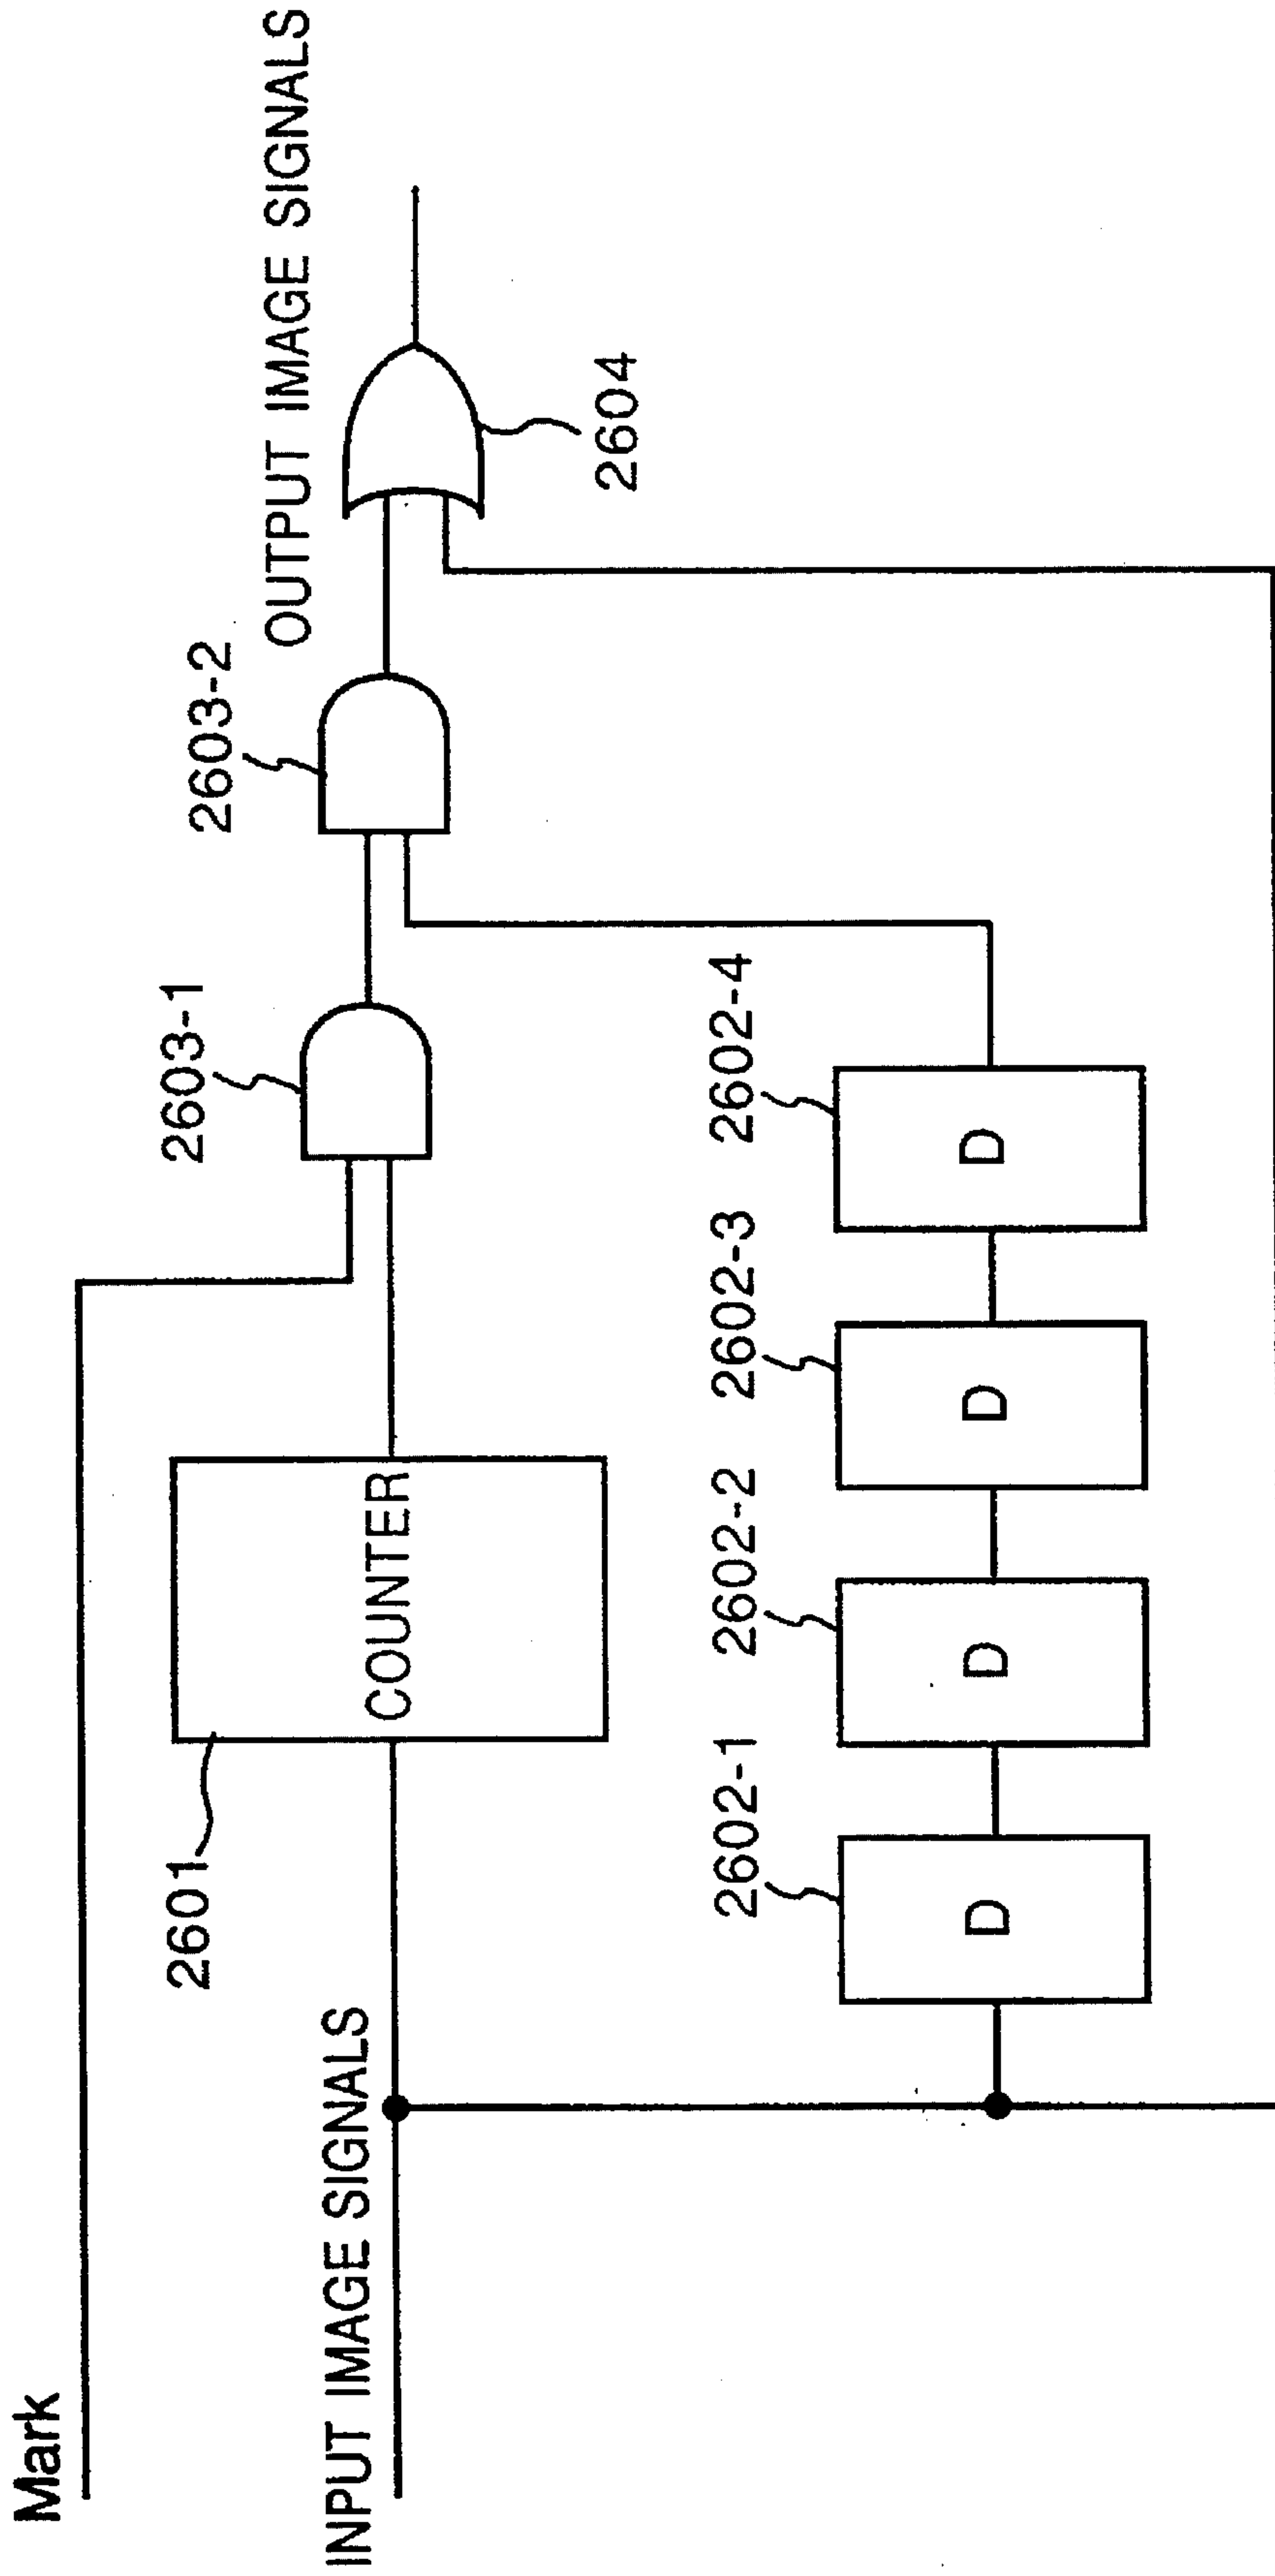 Mark
INPUT IMAGE SIGNALS
2601
COUNTER
2603-1
2603-2
OUTPUT IMAGE SIGNALS
2604
2602-1
2602-2
2602-3
2602-4
D
D
D
D